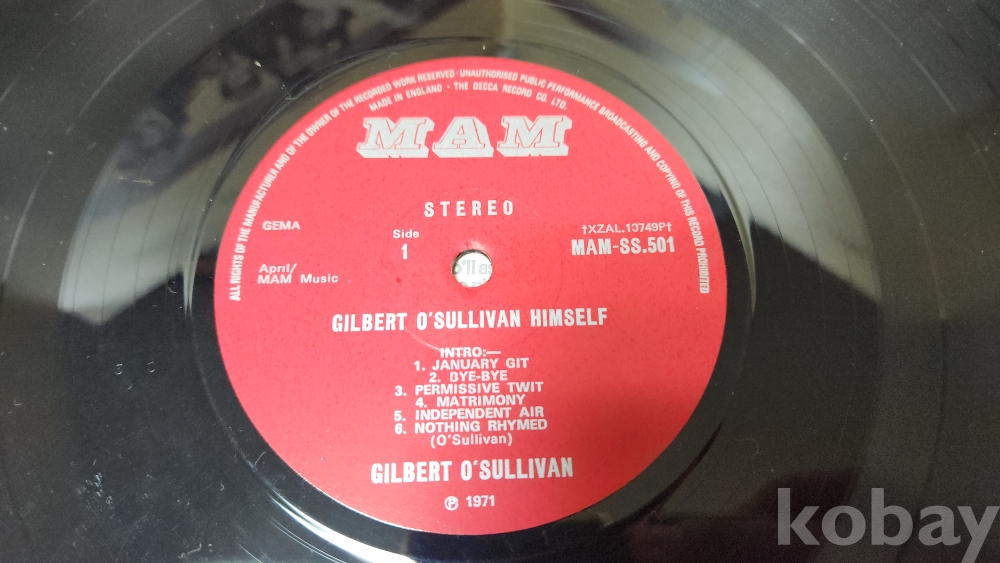 ALL RIGHTS OF THE MANUFACTURER AND OF THE OWNER OF THE RECORDED WORK RESERVED · UNAUTHORISED PUBLIC PERFORMANCE BROADCASTING AND COPYING OF THIS RECORD PROHIBITED
MADE IN ENGLAND · THE DECCA RECORD CO. LTD.
MAM
STEREO
GEMA
Side
1
†XZAL.13749P†
MAM-SS.501
April/
MAM Music
GILBERT O'SULLIVAN HIMSELF
INTRO:—
1. JANUARY GIT
2. BYE-BYE
3. PERMISSIVE TWIT
4. MATRIMONY
5. INDEPENDENT AIR
6. NOTHING RHYMED
(O'Sullivan)
GILBERT O'SULLIVAN
℗ 1971
kobay